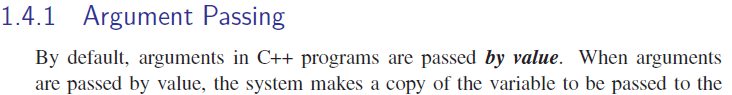 1.4.1 Argument Passing
By default, arguments in C++ programs are passed by value. When arguments
are passed by value, the system makes a copy of the variable to be passed to the